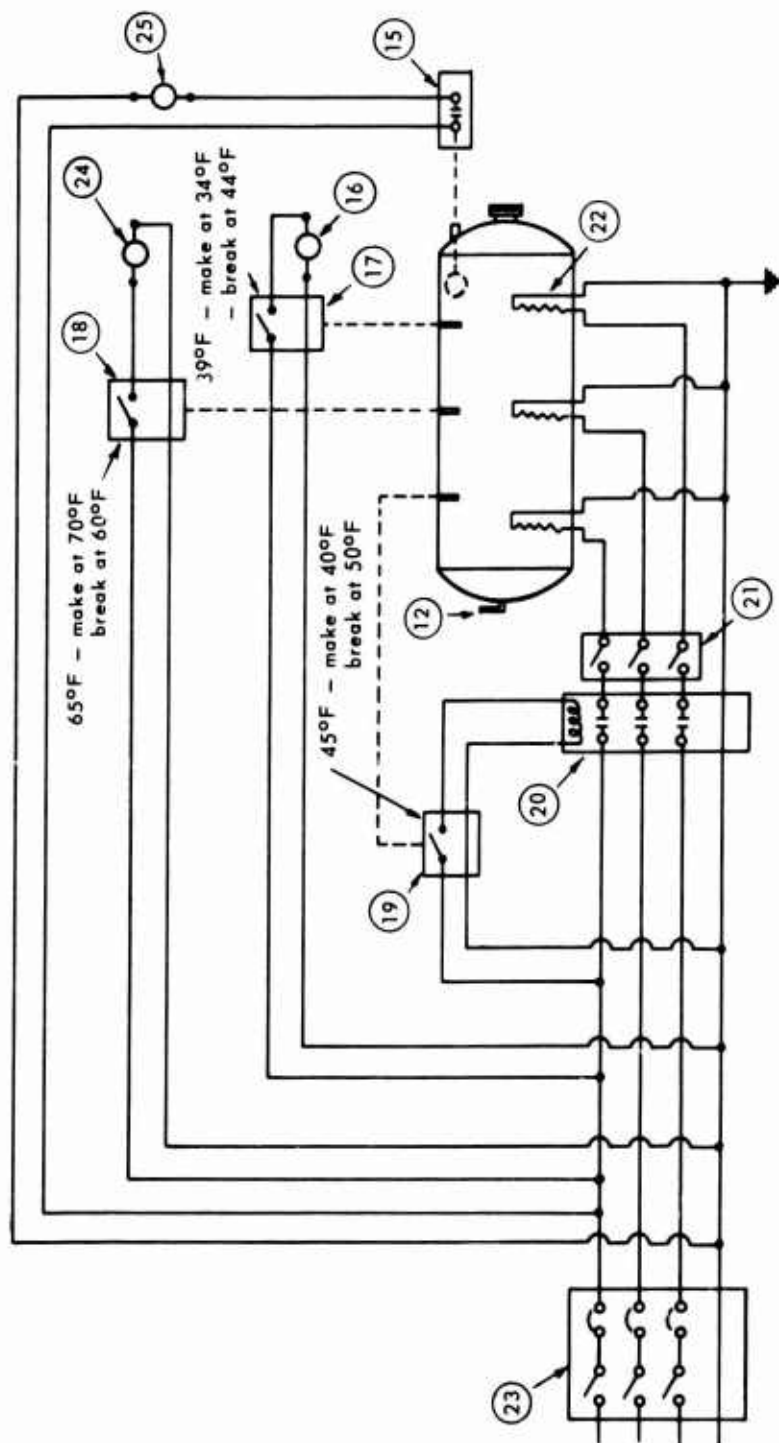 25
15
24
39°F – make at 34°F
– break at 44°F
16
18
17
65°F – make at 70°F
break at 60°F
22
12
45°F – make at 40°F
break at 50°F
21
20
19
23